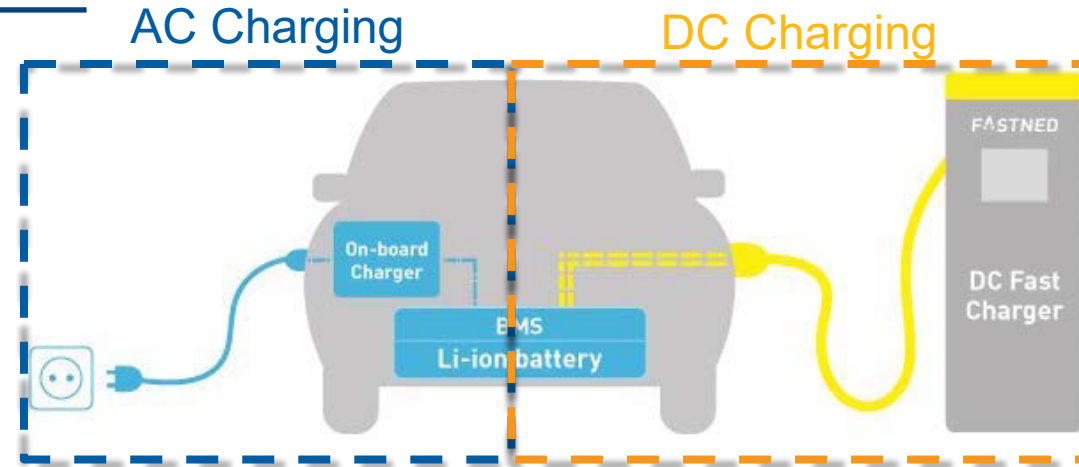 AC Charging
DC Charging
FASTNED
On-board
Charger
DC Fast
Charger
BMS
Li-ion battery